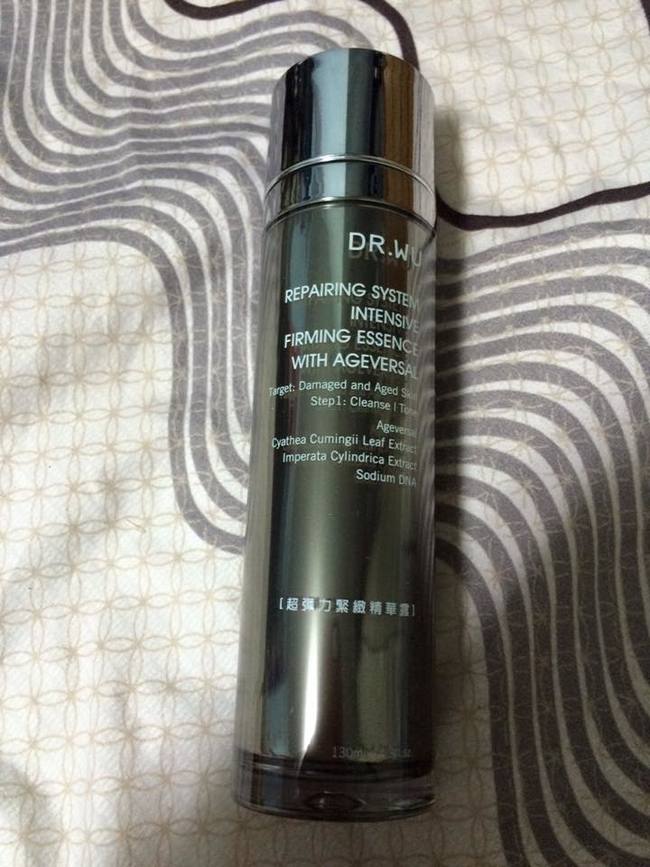 DR.WU
REPAIRING SYSTEM
INTENSIVE
FIRMING ESSENCE
WITH AGEVERSAL
Target: Damaged and Aged Skin
Step1: Cleanse | Tone
Ageversal
Cyathea Cumingii Leaf Extract
Imperata Cylindrica Extract
Sodium DNA
[超彈力緊緻精華露]
130ml